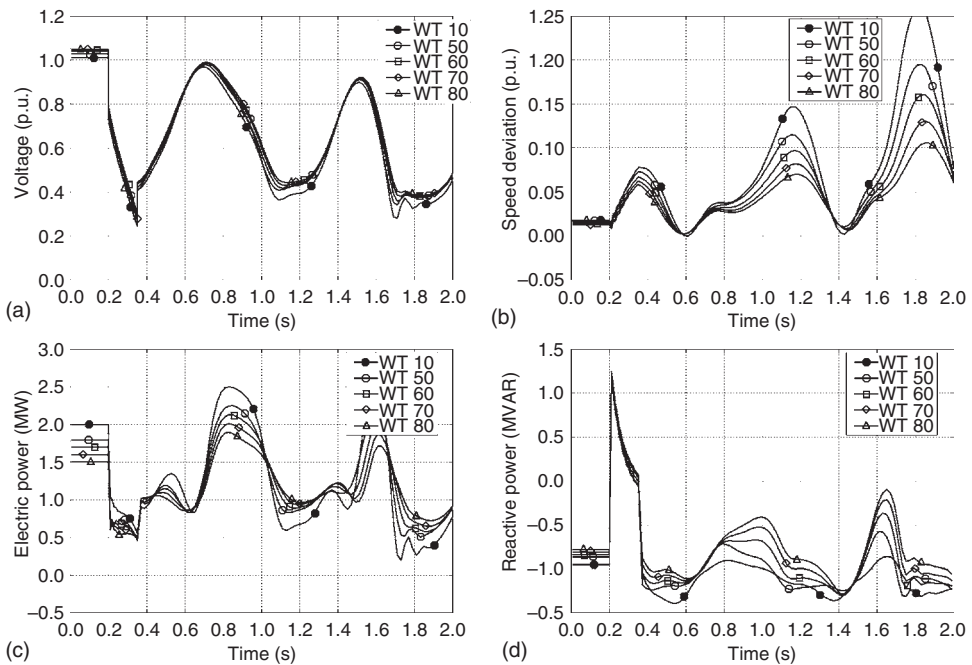 1.2
1.0
0.8
0.6
0.4
0.2
0.0
Voltage (p.u.)
WT 10
WT 50
WT 60
WT 70
WT 80
0.0 0.2 0.4 0.6 0.8 1.0 1.2 1.4 1.6 1.8 2.0
Time (s)
(a)
1.25
0.20
0.15
0.10
0.05
0.00
–0.05
Speed deviation (p.u.)
WT 10
WT 50
WT 60
WT 70
WT 80
0.0 0.2 0.4 0.6 0.8 1.0 1.2 1.4 1.6 1.8 2.0
Time (s)
(b)
3.0
2.5
2.0
1.5
1.0
0.5
0.0
–0.5
Electric power (MW)
WT 10
WT 50
WT 60
WT 70
WT 80
0.0 0.2 0.4 0.6 0.8 1.0 1.2 1.4 1.6 1.8 2.0
Time (s)
(c)
1.5
1.0
0.5
0.0
–0.5
–1.0
–0.5
Reactive power (MVAR)
WT 10
WT 50
WT 60
WT 70
WT 80
0.0 0.2 0.4 0.6 0.8 1.0 1.2 1.4 1.6 1.8 2.0
Time (s)
(d)